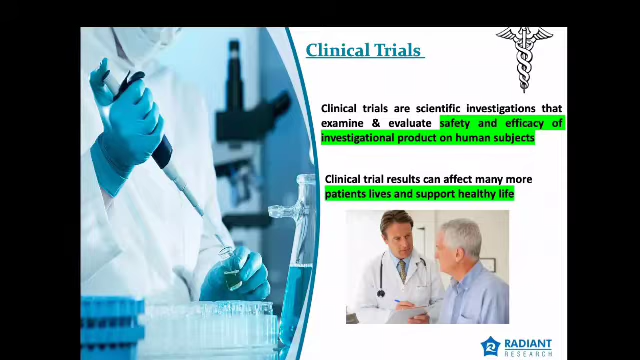 Clinical Trials
Clinical trials are scientific investigations that
examine & evaluate safety and efficacy of
investigational product on human subjects
Clinical trial results can affect many more
patients lives and support healthy life
RADIANT
RESEARCH